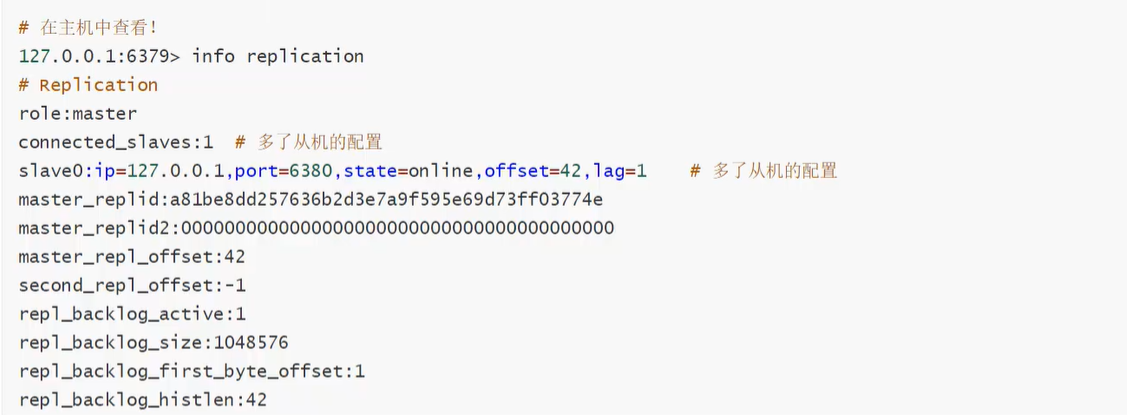 # 在主机中查看!
127.0.0.1:6379> info replication
# Replication
role:master
connected_slaves:1  # 多了从机的配置
slave0:ip=127.0.0.1,port=6380,state=online,offset=42,lag=1    # 多了从机的配置
master_replid:a81be8dd257636b2d3e7a9f595e69d73ff03774e
master_replid2:0000000000000000000000000000000000000000
master_repl_offset:42
second_repl_offset:-1
repl_backlog_active:1
repl_backlog_size:1048576
repl_backlog_first_byte_offset:1
repl_backlog_histlen:42